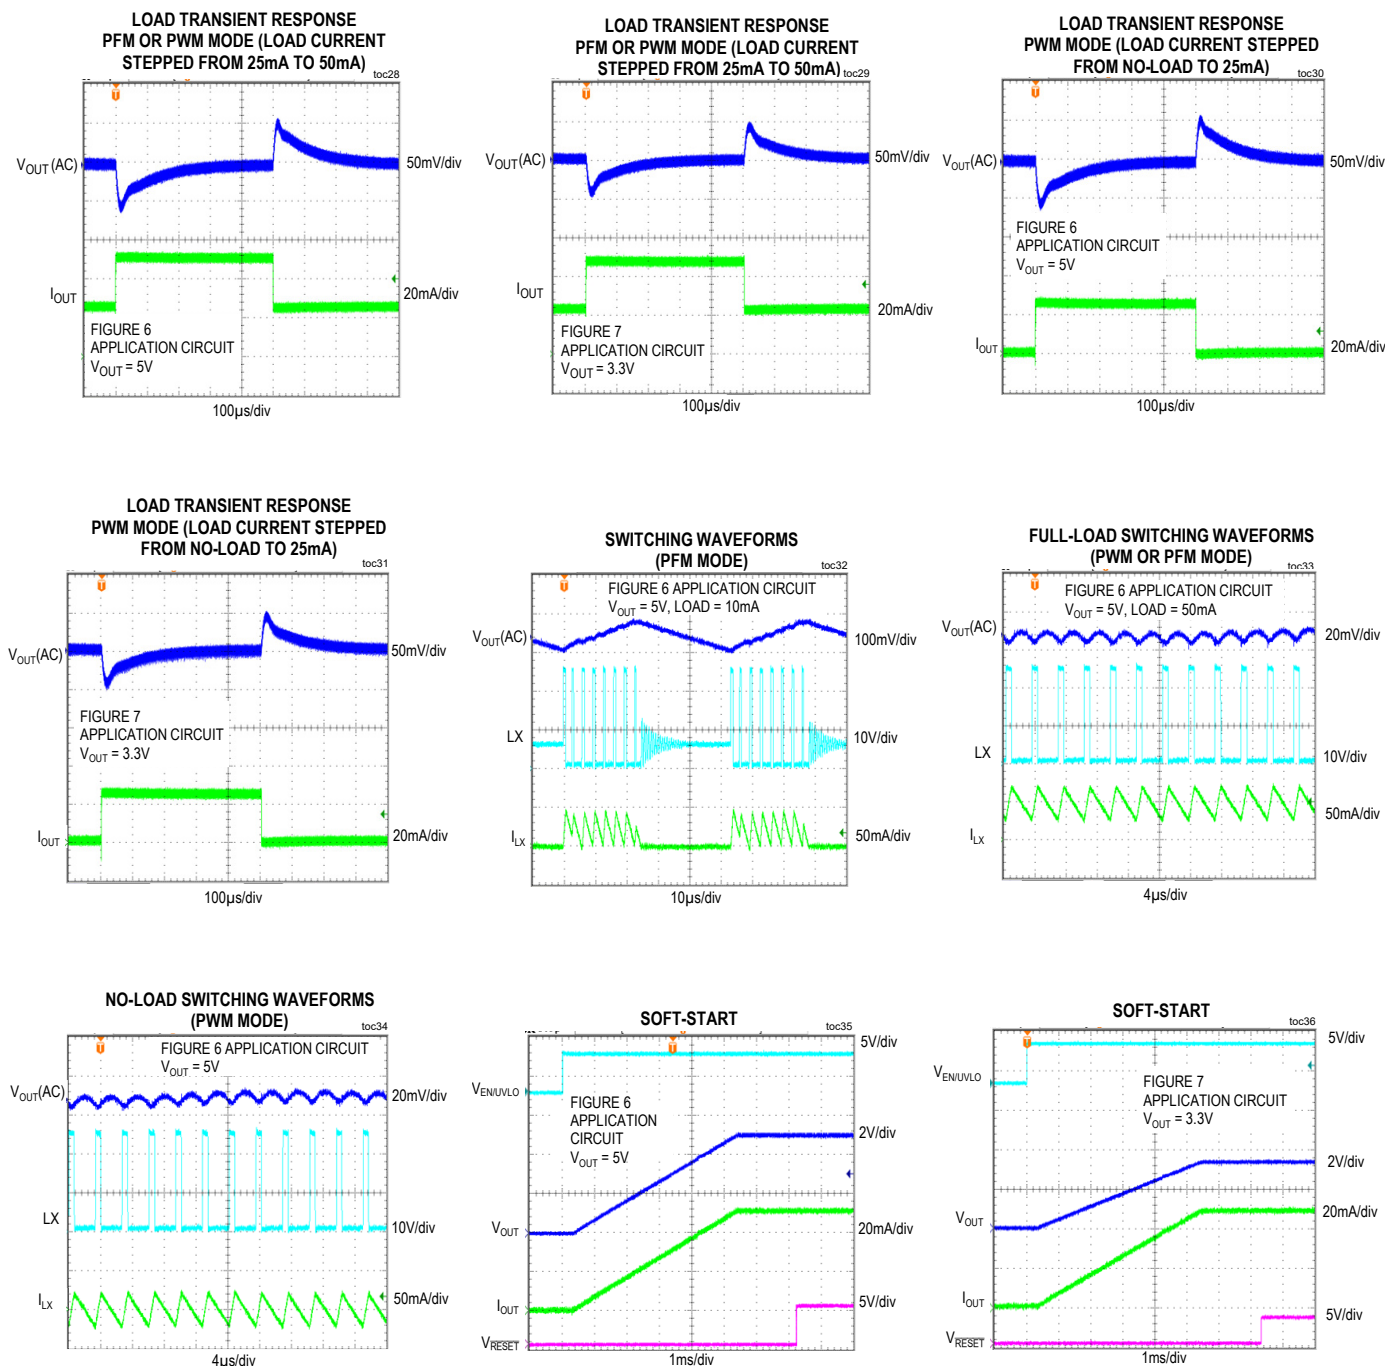 LOAD TRANSIENT RESPONSE
PFM OR PWM MODE (LOAD CURRENT
STEPPED FROM 25mA TO 50mA)
toc28
VOUT(AC)
50mV/div
IOUT
20mA/div
FIGURE 6
APPLICATION CIRCUIT
VOUT = 5V
100µs/div
LOAD TRANSIENT RESPONSE
PFM OR PWM MODE (LOAD CURRENT
STEPPED FROM 25mA TO 50mA)
toc29
VOUT(AC)
50mV/div
IOUT
20mA/div
FIGURE 7
APPLICATION CIRCUIT
VOUT = 3.3V
100µs/div
LOAD TRANSIENT RESPONSE
PWM MODE (LOAD CURRENT STEPPED
FROM NO-LOAD TO 25mA)
toc30
VOUT(AC)
50mV/div
FIGURE 6
APPLICATION CIRCUIT
VOUT = 5V
IOUT
20mA/div
100µs/div
LOAD TRANSIENT RESPONSE
PWM MODE (LOAD CURRENT STEPPED
FROM NO-LOAD TO 25mA)
toc31
VOUT(AC)
50mV/div
FIGURE 7
APPLICATION CIRCUIT
VOUT = 3.3V
IOUT
20mA/div
100µs/div
SWITCHING WAVEFORMS
(PFM MODE)
toc32
FIGURE 6 APPLICATION CIRCUIT
VOUT = 5V, LOAD = 10mA
VOUT(AC)
100mV/div
LX
10V/div
ILX
50mA/div
10µs/div
FULL-LOAD SWITCHING WAVEFORMS
(PWM OR PFM MODE)
toc33
FIGURE 6 APPLICATION CIRCUIT
VOUT = 5V, LOAD = 50mA
VOUT(AC)
20mV/div
LX
10V/div
ILX
50mA/div
4µs/div
NO-LOAD SWITCHING WAVEFORMS
(PWM MODE)
toc34
FIGURE 6 APPLICATION CIRCUIT
VOUT = 5V
VOUT(AC)
20mV/div
LX
10V/div
ILX
50mA/div
4µs/div
SOFT-START
toc35
5V/div
VEN/UVLO
FIGURE 6
APPLICATION
CIRCUIT
VOUT = 5V
2V/div
VOUT
20mA/div
IOUT
5V/div
VRESET
1ms/div
SOFT-START
toc36
5V/div
VEN/UVLO
FIGURE 7
APPLICATION CIRCUIT
VOUT = 3.3V
2V/div
VOUT
20mA/div
IOUT
5V/div
VRESET
1ms/div